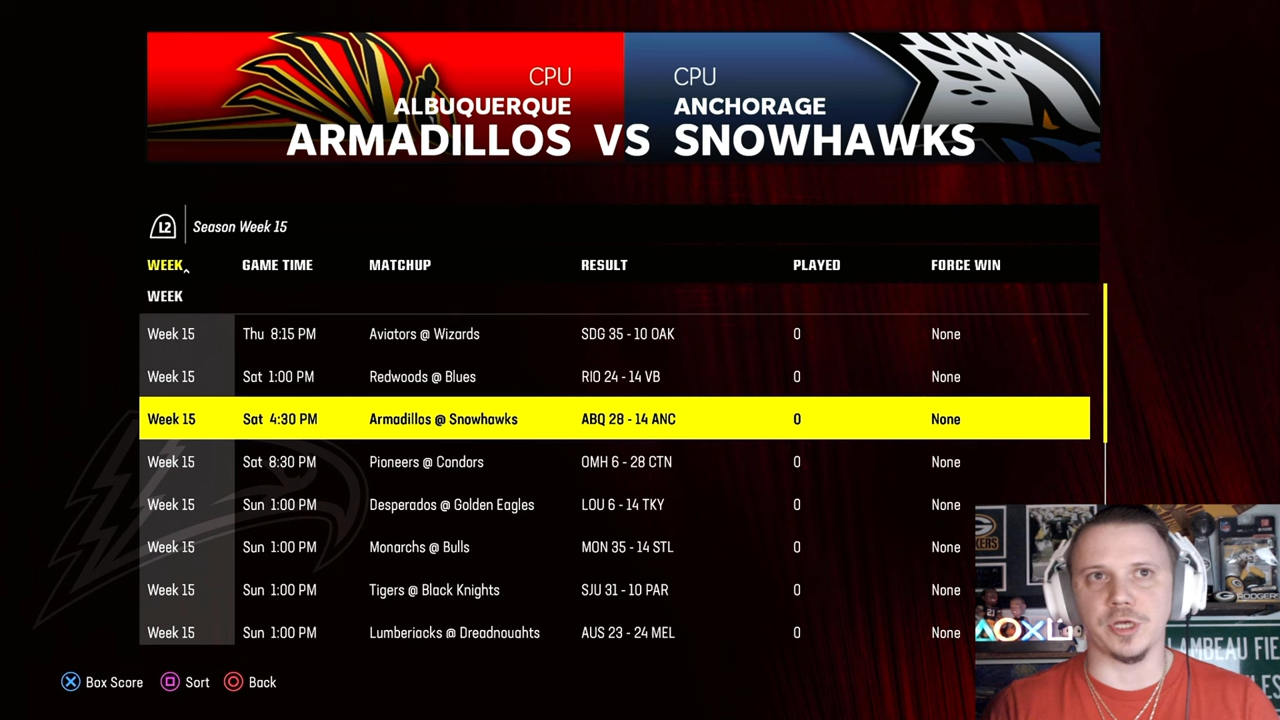 CPU CPU
ALBUQUERQUE ANCHORAGE
ARMADILLOS VS SNOWHAWKS
L2 Season Week 15
WEEK GAME TIME MATCHUP RESULT PLAYED FORCE WIN
WEEK
Week 15 Thu 8:15 PM Aviators @ Wizards SDG 35 - 10 OAK 0 None
Week 15 Sat 1:00 PM Redwoods @ Blues RIO 24 - 14 VB 0 None
Week 15 Sat 4:30 PM Armadillos @ Snowhawks ABQ 28 - 14 ANC 0 None
Week 15 Sat 8:30 PM Pioneers @ Condors OMH 6 - 28 CTN 0 None
Week 15 Sun 1:00 PM Desperados @ Golden Eagles LOU 6 - 14 TKY 0 None
Week 15 Sun 1:00 PM Monarchs @ Bulls MON 35 - 14 STL 0 None
Week 15 Sun 1:00 PM Tigers @ Black Knights SJU 31 - 10 PAR 0 None
Week 15 Sun 1:00 PM Lumberjacks @ Dreadnoughts AUS 23 - 24 MEL 0 None
Box Score Sort Back
KERS
RODGERS
LAMBEAU FIE